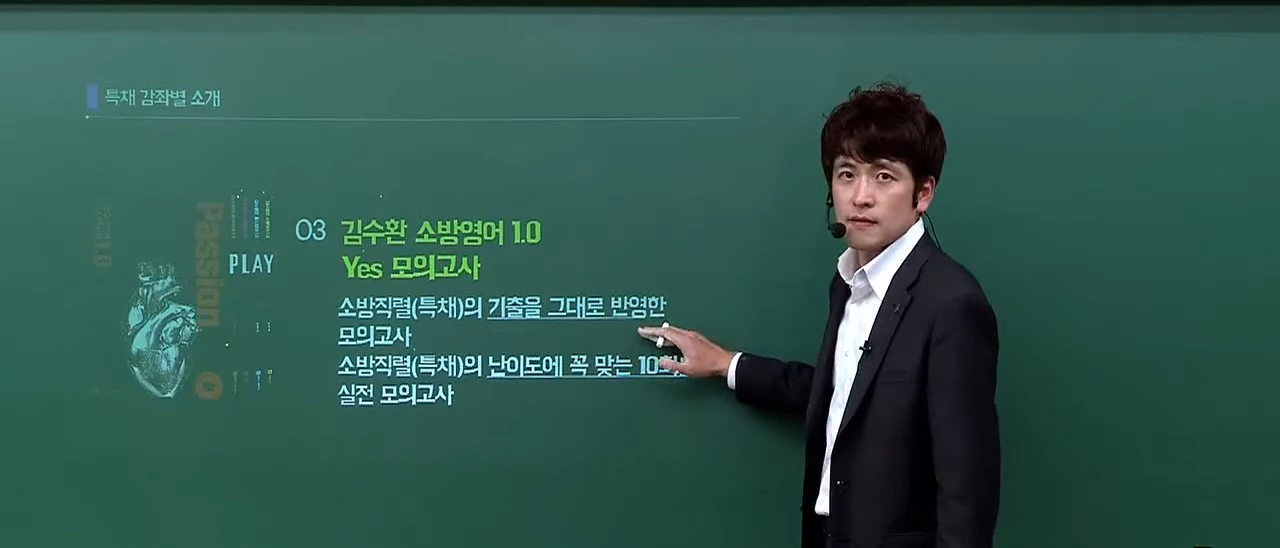 특채 강좌별 소개
Passion
PLAY
03 김수환 소방영어 1.0
Yes 모의고사
소방직렬(특채)의 기출을 그대로 반영한
모의고사
소방직렬(특채)의 난이도에 꼭 맞는
실전 모의고사